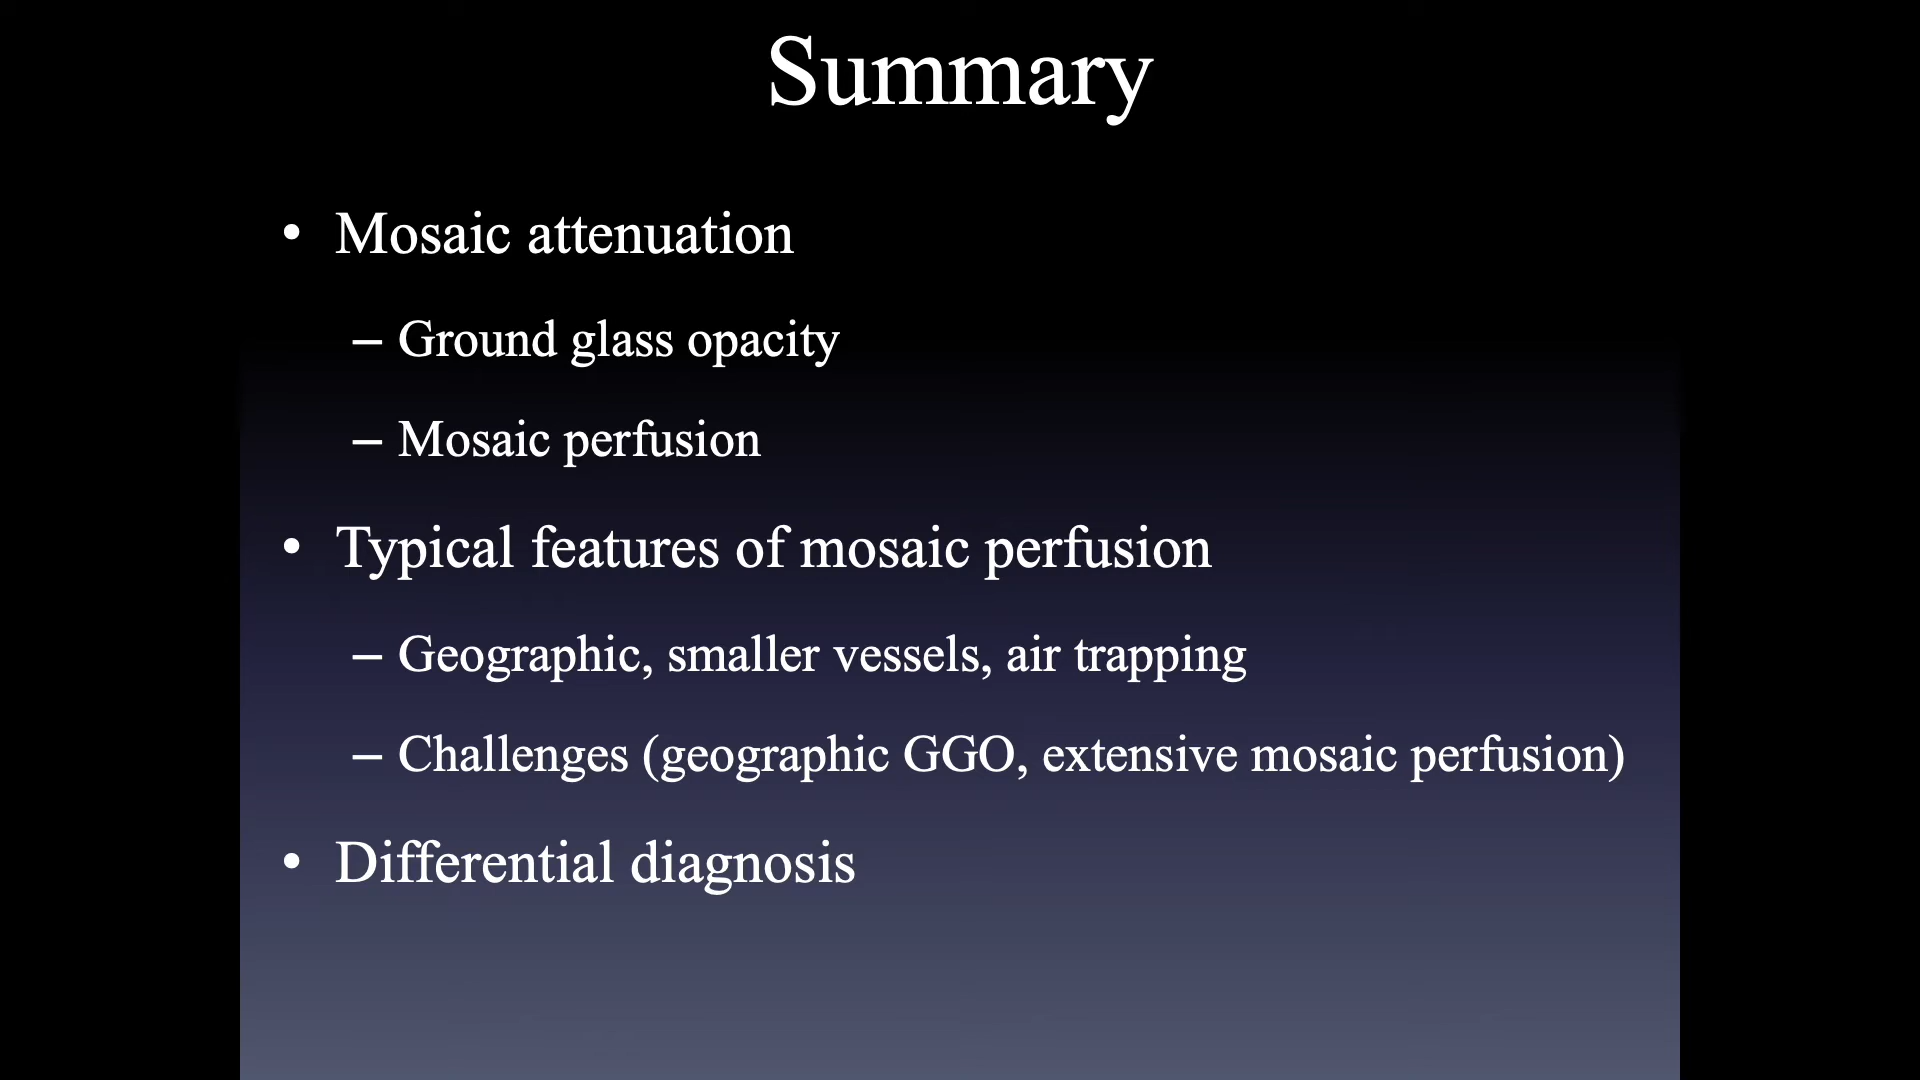 Summary
• Mosaic attenuation
– Ground glass opacity
– Mosaic perfusion
• Typical features of mosaic perfusion
– Geographic, smaller vessels, air trapping
– Challenges (geographic GGO, extensive mosaic perfusion)
• Differential diagnosis